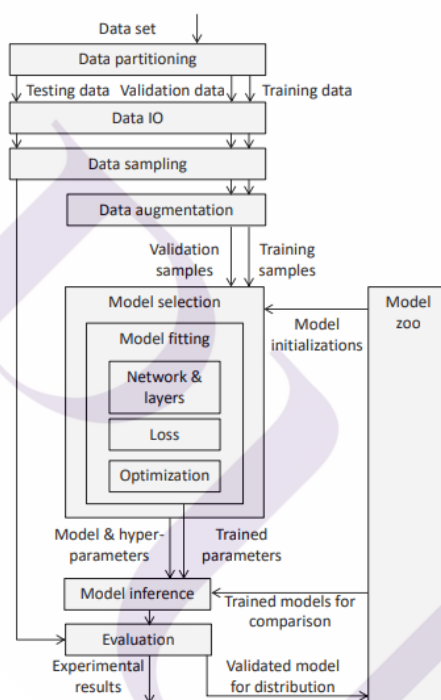 Data set
Data partitioning
Testing data
Validation data
Training data
Data IO
Data sampling
Data augmentation
Validation
samples
Training
samples
Model selection
Model
zoo
Model
initializations
Model fitting
Network &
layers
Loss
Optimization
Model & hyper-
parameters
Trained
parameters
Model inference
Trained models for
comparison
Evaluation
Experimental
results
Validated model
for distribution